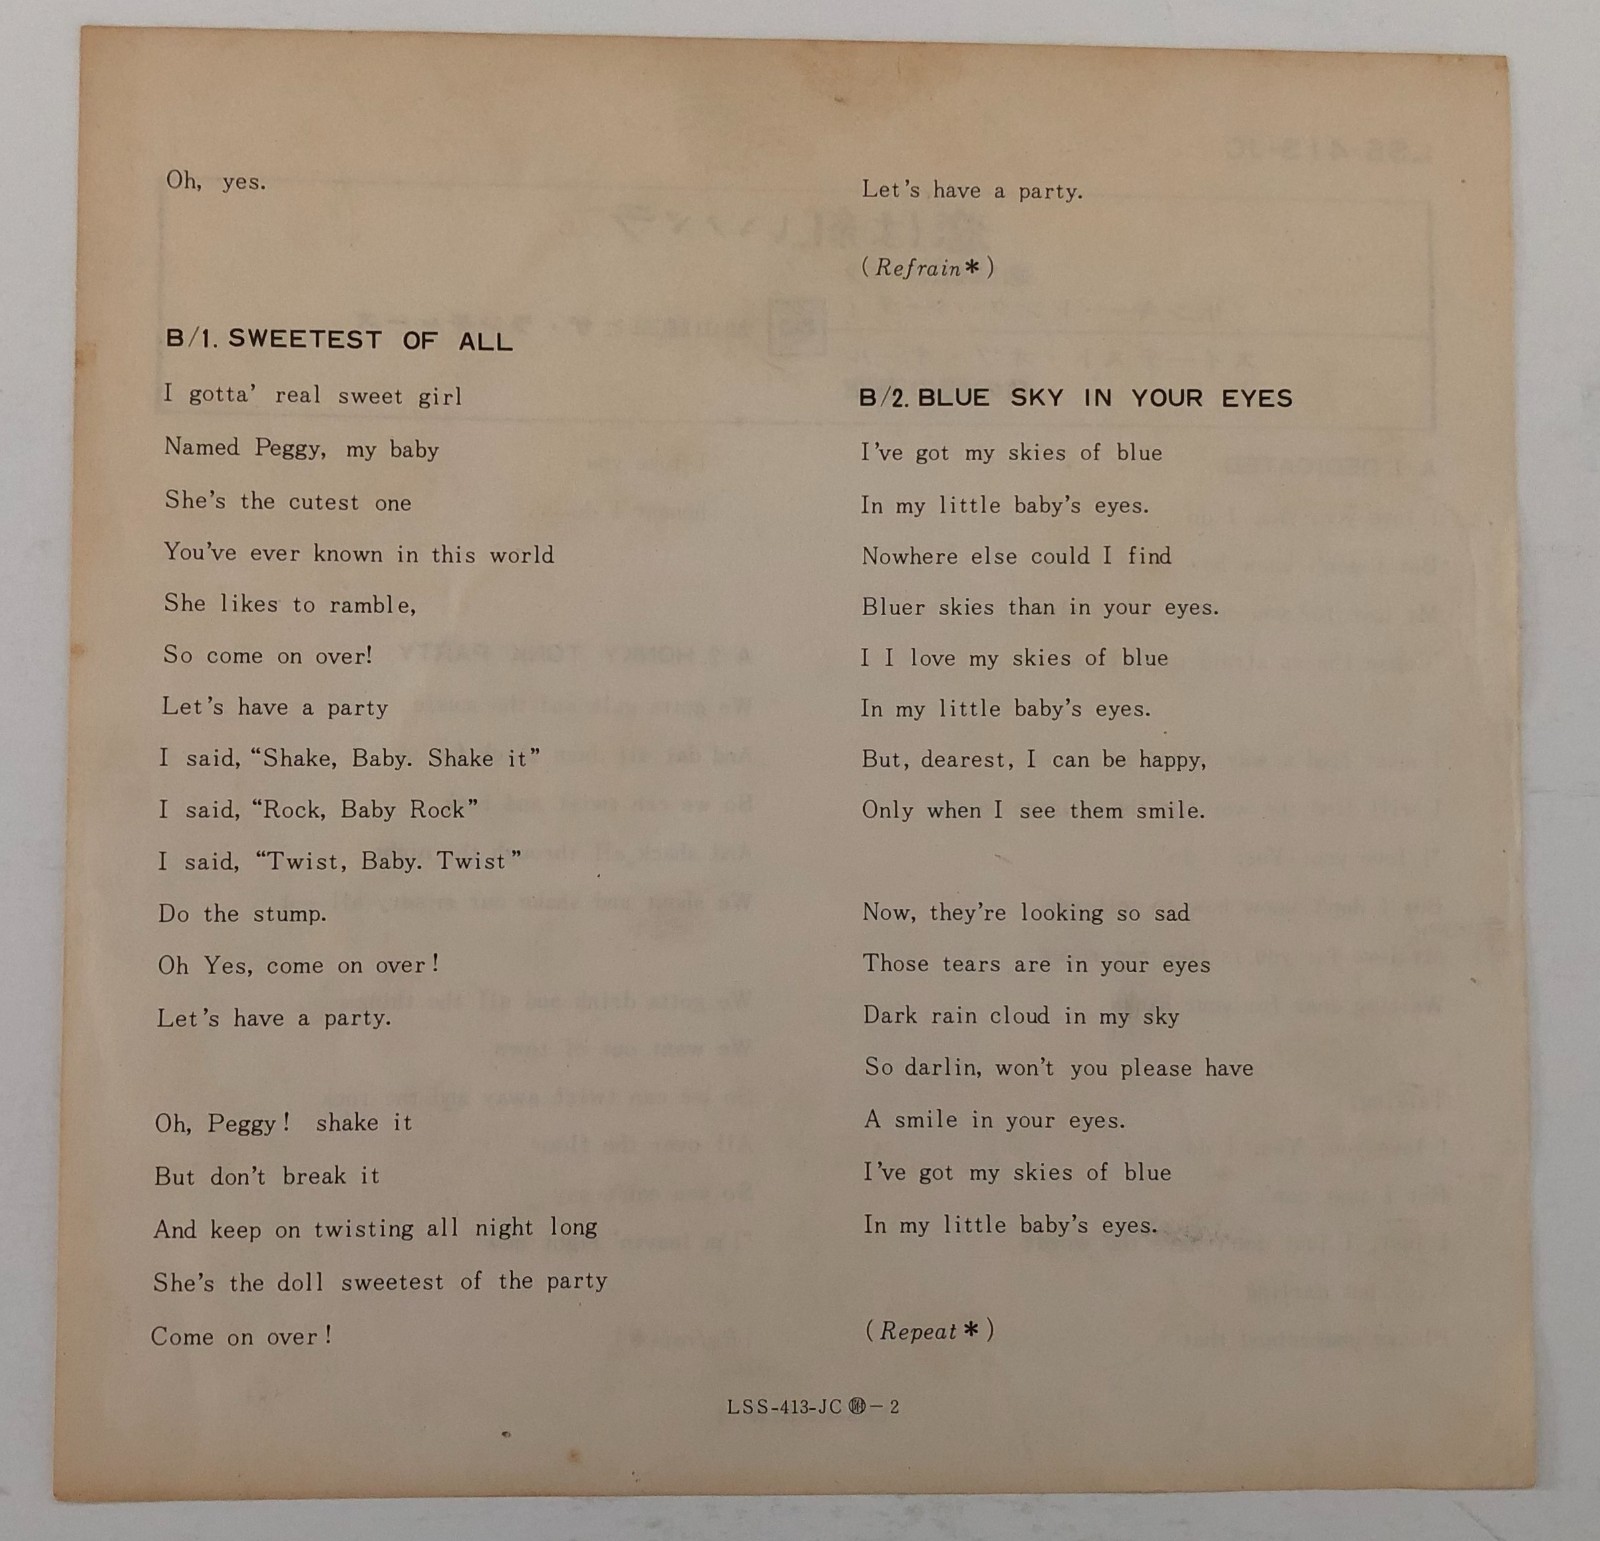 Oh, yes.
B/1. SWEETEST OF ALL
I gotta' real sweet girl
Named Peggy, my baby
She's the cutest one
You've ever known in this world
She likes to ramble,
So come on over!
Let's have a party
I said, “Shake, Baby. Shake it”
I said, “Rock, Baby Rock”
I said, “Twist, Baby. Twist”
Do the stump.
Oh Yes, come on over!
Let's have a party.
Oh, Peggy! shake it
But don't break it
And keep on twisting all night long
She's the doll sweetest of the party
Come on over!
Let's have a party.
(Refrain*)
B/2. BLUE SKY IN YOUR EYES
I've got my skies of blue
In my little baby's eyes.
Nowhere else could I find
Bluer skies than in your eyes.
I I love my skies of blue
In my little baby's eyes.
But, dearest, I can be happy,
Only when I see them smile.
Now, they're looking so sad
Those tears are in your eyes
Dark rain cloud in my sky
So darlin, won't you please have
A smile in your eyes.
I've got my skies of blue
In my little baby's eyes.
(Repeat*)
LSS-413-JC－2